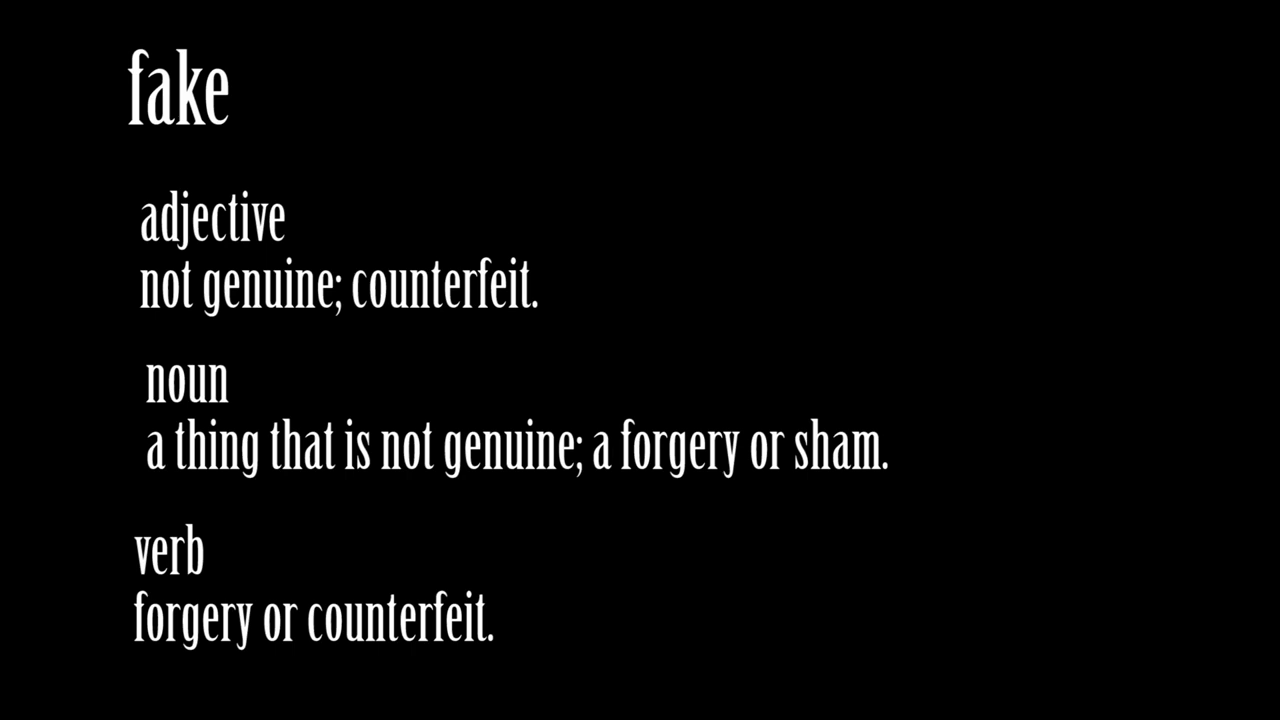 fake
adjective
not genuine; counterfeit.
noun
a thing that is not genuine; a forgery or sham.
verb
forgery or counterfeit.